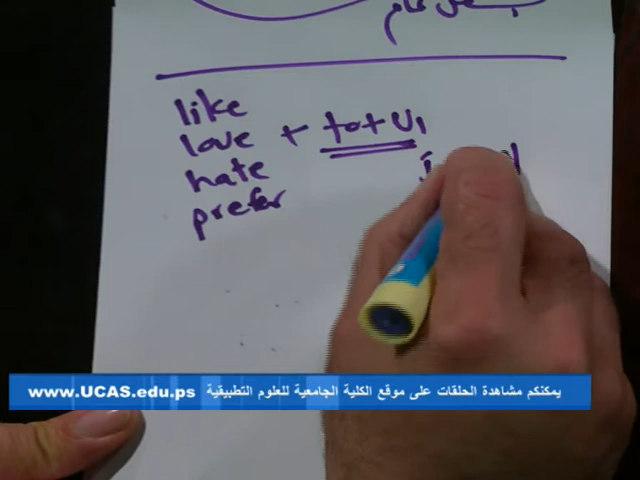 like
love + to + V1
hate
prefer
يمكنكم مشاهدة الحلقات على موقع الكلية الجامعية للعلوم التطبيقية www.UCAS.edu.ps